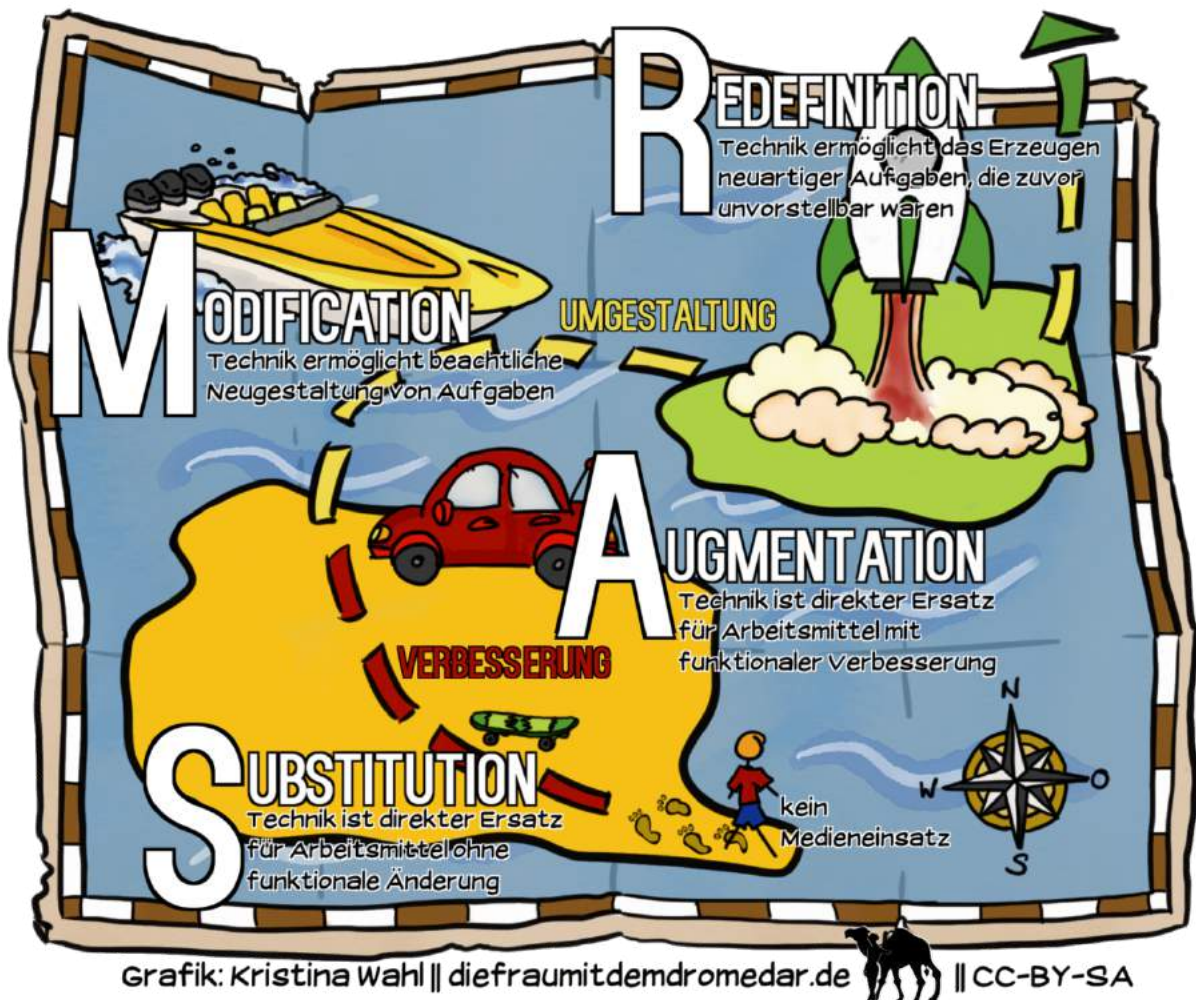 REDEFINITION
Technik ermöglicht das Erzeugen
neuartiger Aufgaben, die zuvor
unvorstellbar waren
MODIFICATION
Technik ermöglicht beachtliche
Neugestaltung von Aufgaben
UMGESTALTUNG
AUGMENTATION
Technik ist direkter Ersatz
für Arbeitsmittel mit
funktionaler Verbesserung
VERBESSERUNG
SUBSTITUTION
Technik ist direkter Ersatz
für Arbeitsmittel ohne
funktionale Änderung
kein
Medieneinsatz
N
W
O
S
Grafik: Kristina Wahl || diefraumitdemdromedar.de || CC-BY-SA